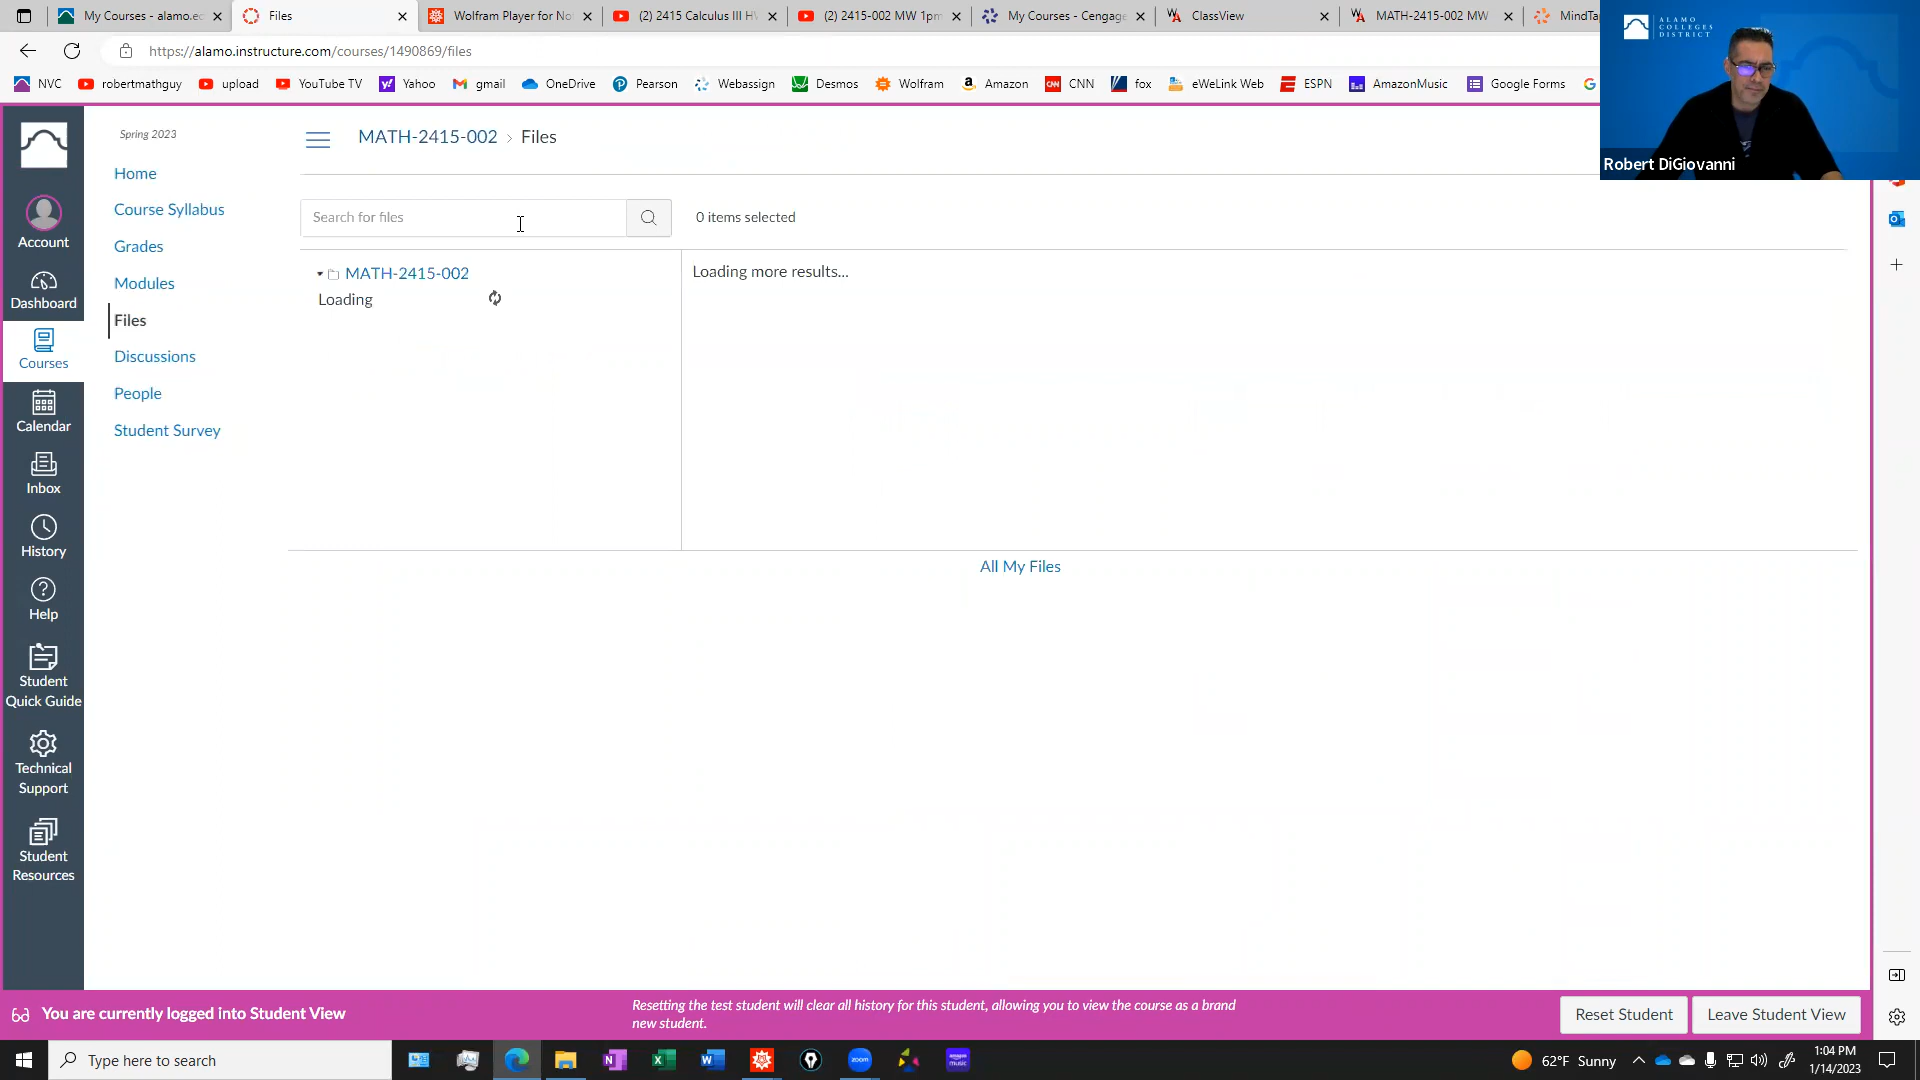 My Courses - alamo.ec
Files
Wolfram Player for No
(2) 2415 Calculus III HW
(2) 2415-002 MW 1pm
My Courses - Cengage
ClassView
MATH-2415-002 MW
MindTap
https://alamo.instructure.com/courses/1490869/files
NVC
robertmathguy
upload
YouTube TV
Yahoo
gmail
OneDrive
Pearson
Webassign
Desmos
Wolfram
Amazon
CNN
fox
eWeLink Web
ESPN
AmazonMusic
Google Forms
ALAMO
COLLEGES
DISTRICT
Robert DiGiovanni
Account
Dashboard
Courses
Calendar
Inbox
History
Help
Student
Quick Guide
Technical
Support
Student
Resources
Spring 2023
Home
Course Syllabus
Grades
Modules
Files
Discussions
People
Student Survey
MATH-2415-002 › Files
Search for files
0 items selected
MATH-2415-002
Loading
Loading more results...
All My Files
You are currently logged into Student View
Resetting the test student will clear all history for this student, allowing you to view the course as a brand
new student.
Reset Student
Leave Student View
Type here to search
62°F Sunny
1:04 PM
1/14/2023